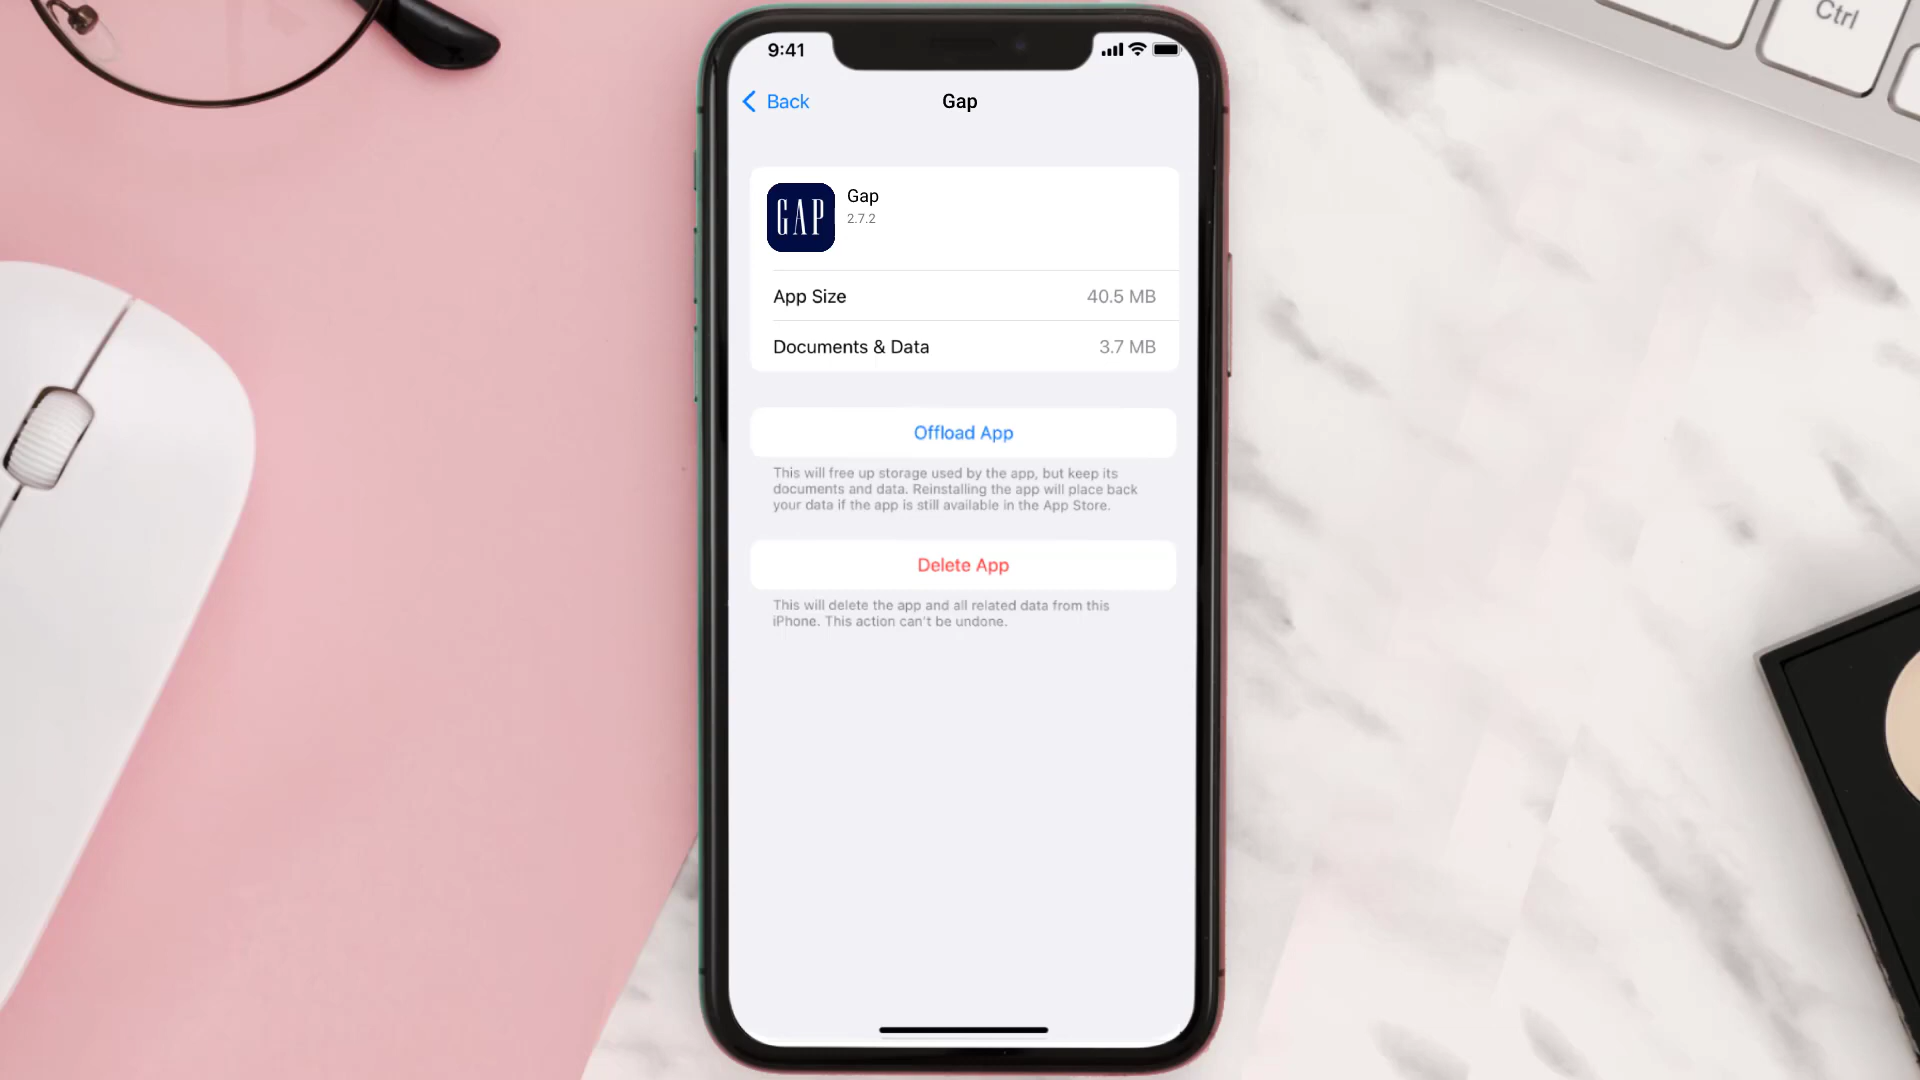 Ctrl
9:41
Back
Gap
GAP
Gap
2.7.2
App Size
40.5 MB
Documents & Data
3.7 MB
Offload App
This will free up storage used by the app, but keep its
documents and data. Reinstalling the app will place back
your data if the app is still available in the App Store.
Delete App
This will delete the app and all related data from this
iPhone. This action can't be undone.